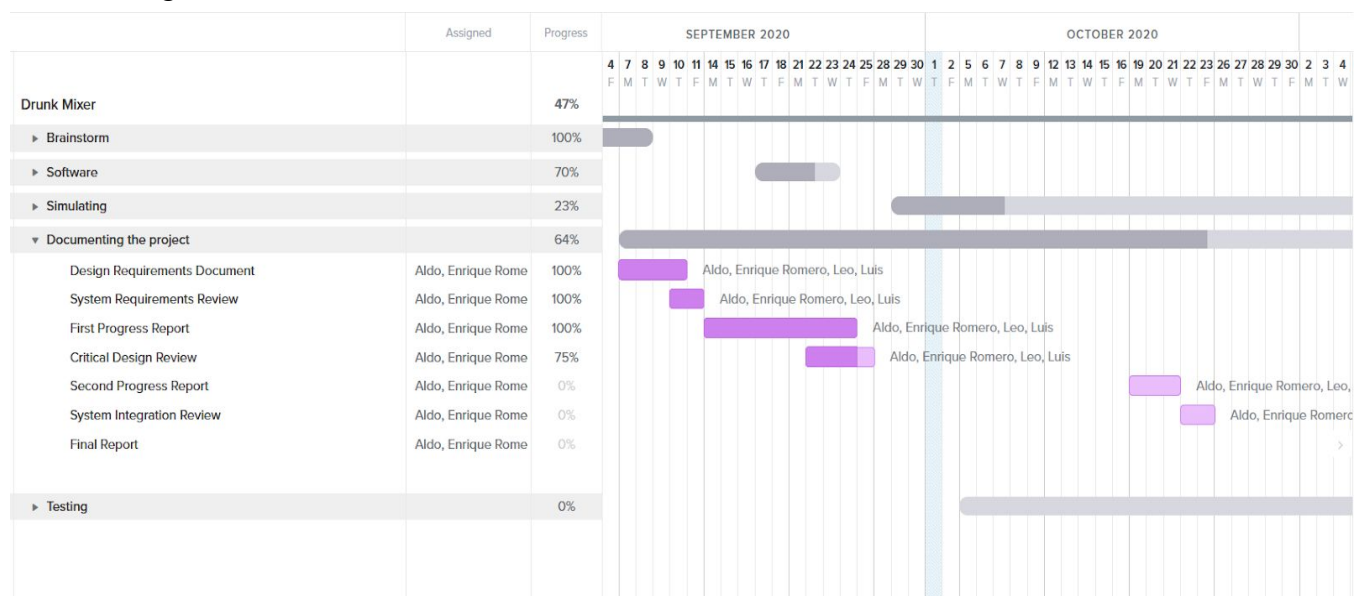 Assigned Progress SEPTEMBER 2020 OCTOBER 2020
4 7 8 9 10 11 14 15 16 17 18 21 22 23 24 25 28 29 30 1 2 5 6 7 8 9 12 13 14 15 16 19 20 21 22 23 26 27 28 29 30 2 3 4
F M T W T F M T W T F M T W T F M T W T F M T W T F M T W T F M T W T F M T W T F M T W
Drunk Mixer 47%
Brainstorm 100%
Software 70%
Simulating 23%
Documenting the project 64%
Design Requirements Document Aldo, Enrique Rome 100% Aldo, Enrique Romero, Leo, Luis
System Requirements Review Aldo, Enrique Rome 100% Aldo, Enrique Romero, Leo, Luis
First Progress Report Aldo, Enrique Rome 100% Aldo, Enrique Romero, Leo, Luis
Critical Design Review Aldo, Enrique Rome 75% Aldo, Enrique Romero, Leo, Luis
Second Progress Report Aldo, Enrique Rome 0% Aldo, Enrique Romero, Leo,
System Integration Review Aldo, Enrique Rome 0% Aldo, Enrique Romero
Final Report Aldo, Enrique Rome 0%
Testing 0%